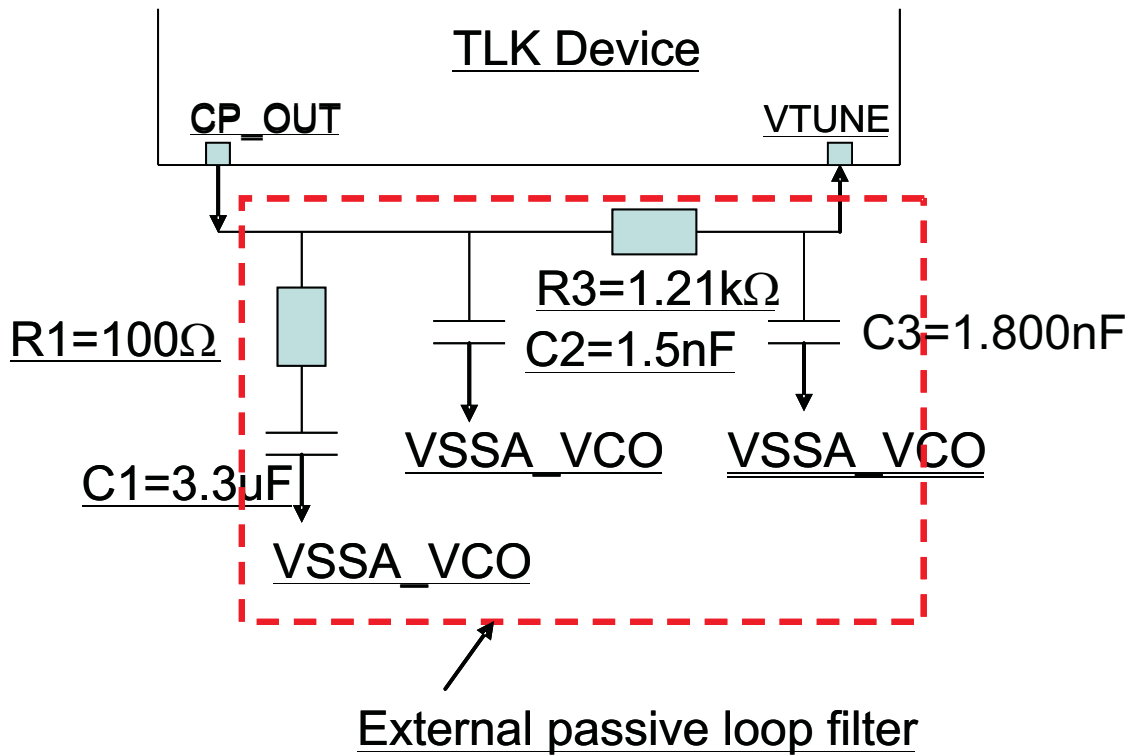 TLK Device
CP_OUT
VTUNE
R3=1.21kΩ
R1=100Ω
C2=1.5nF
C3=1.800nF
VSSA_VCO
VSSA_VCO
C1=3.3µF
VSSA_VCO
External passive loop filter